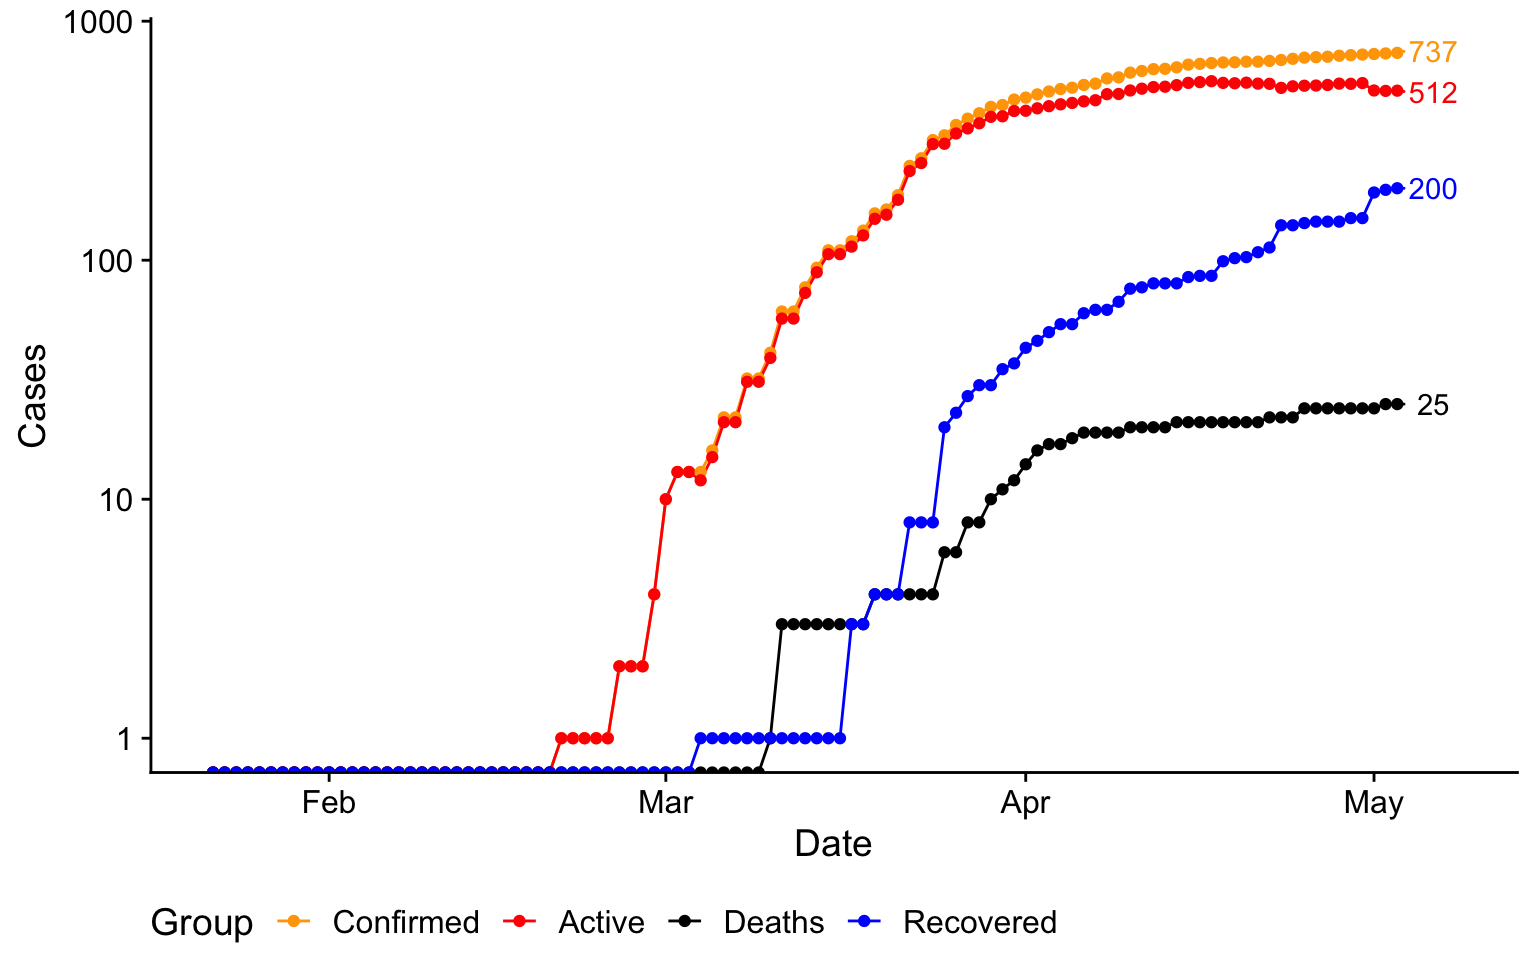 1000
100
10
1
Cases
737
512
200
25
Feb Mar Apr May
Date
Group Confirmed Active Deaths Recovered